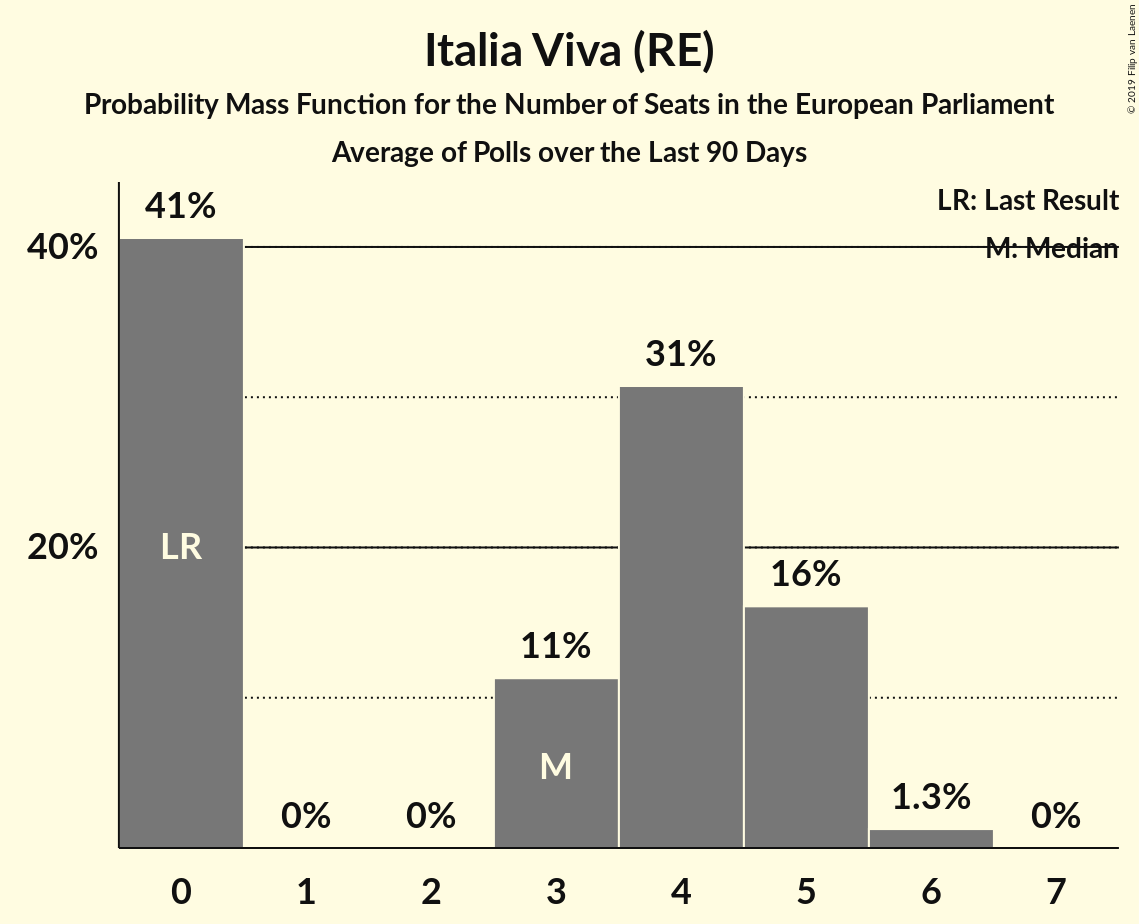 Italia Viva (RE)
Probability Mass Function for the Number of Seats in the European Parliament
Average of Polls over the Last 90 Days
© 2019 Filip van Laenen
LR: Last Result
M: Median
41%
40%
31%
LR
20%
16%
11%
M
1.3%
0%
0%
0%
0
1
2
3
4
5
6
7